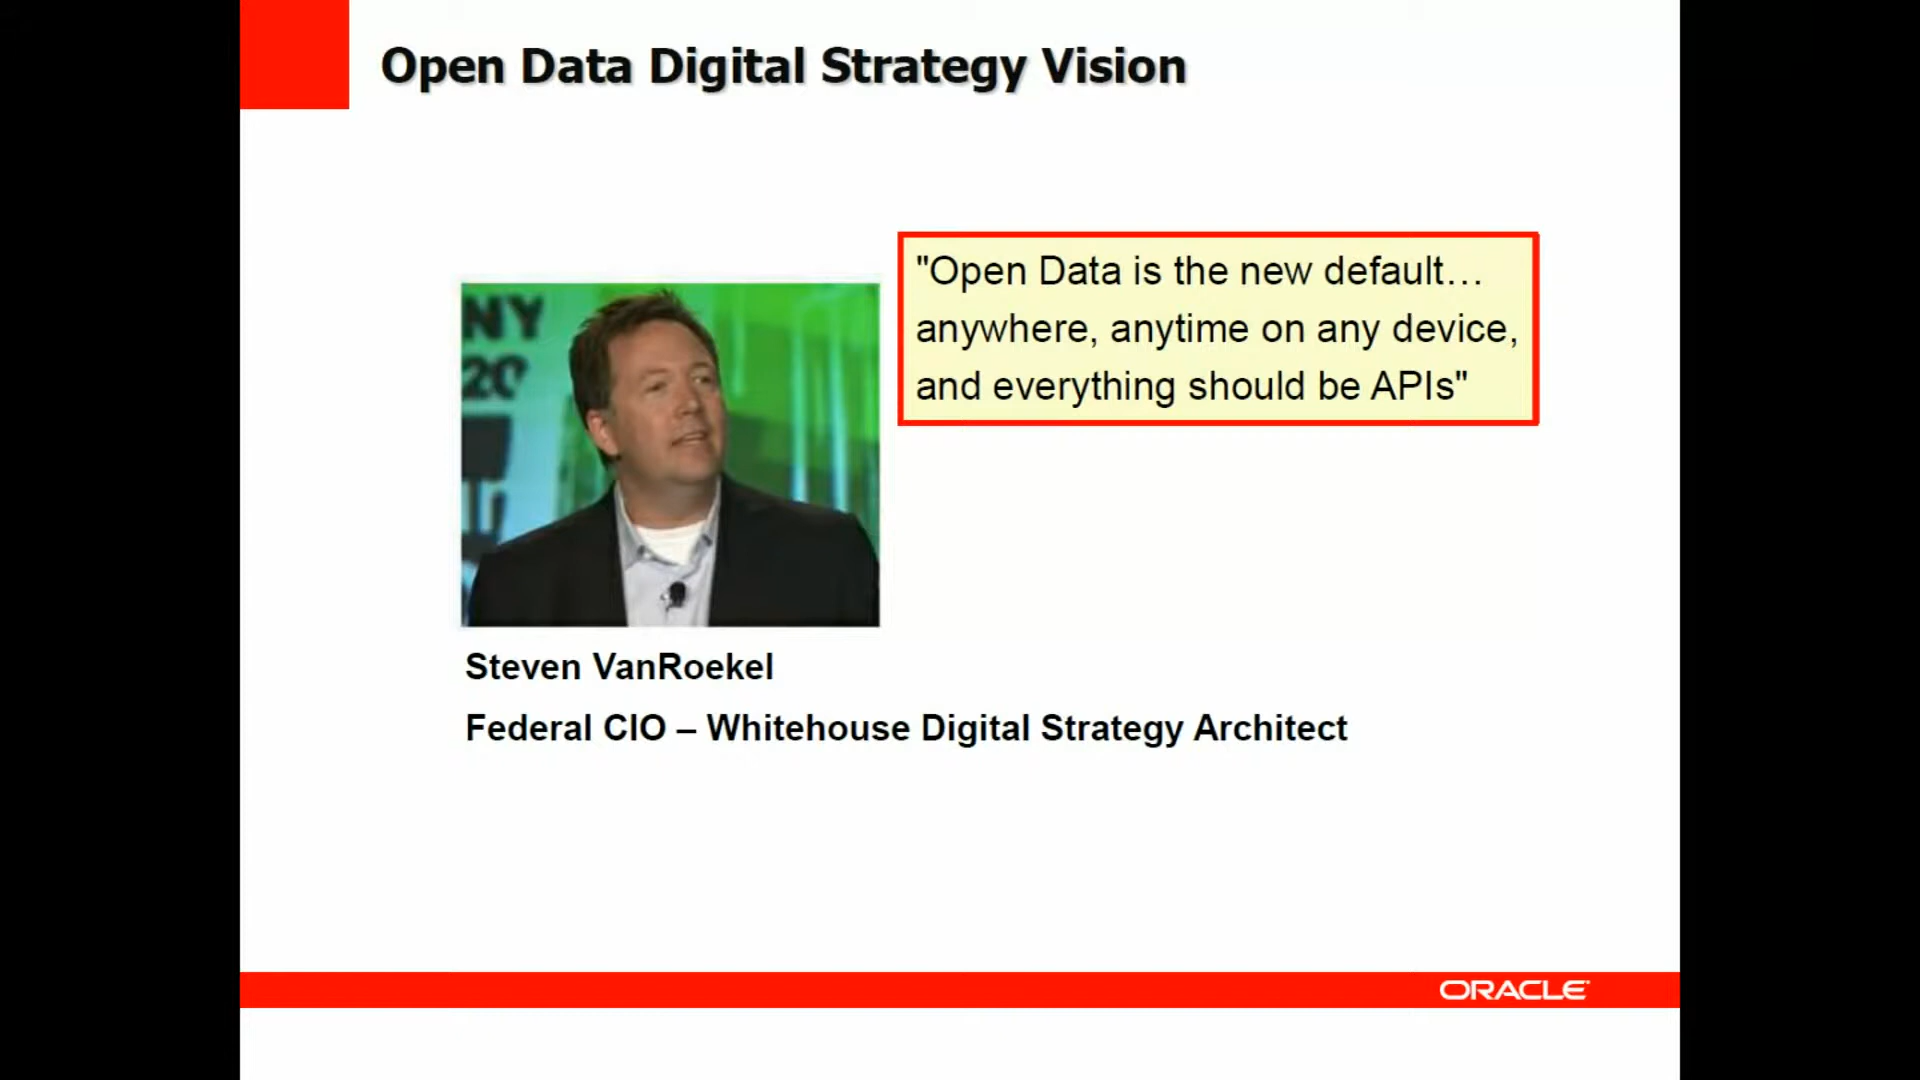 Open Data Digital Strategy Vision
"Open Data is the new default…
anywhere, anytime on any device,
and everything should be APIs"
NY
20
Steven VanRoekel
Federal CIO – Whitehouse Digital Strategy Architect
ORACLE